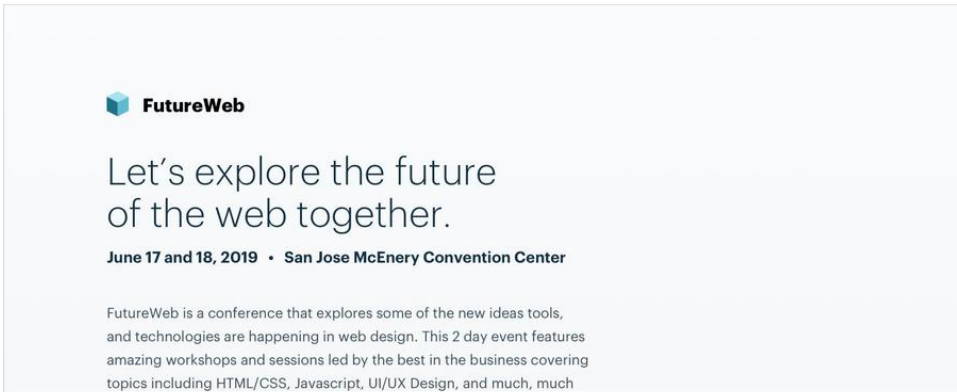 FutureWeb
Let’s explore the future
of the web together.
June 17 and 18, 2019 • San Jose McEnery Convention Center
FutureWeb is a conference that explores some of the new ideas tools,
and technologies are happening in web design. This 2 day event features
amazing workshops and sessions led by the best in the business covering
topics including HTML/CSS, Javascript, UI/UX Design, and much, much